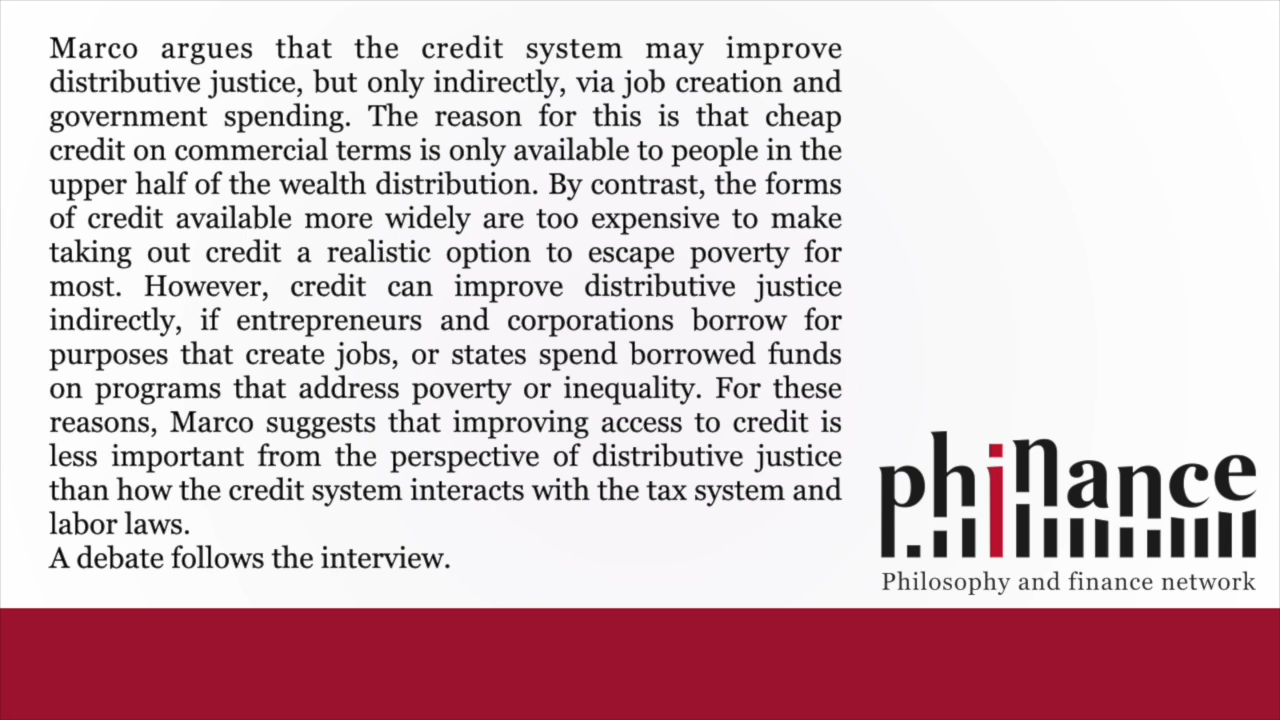 Marco argues that the credit system may improve
distributive justice, but only indirectly, via job creation and
government spending. The reason for this is that cheap
credit on commercial terms is only available to people in the
upper half of the wealth distribution. By contrast, the forms
of credit available more widely are too expensive to make
taking out credit a realistic option to escape poverty for
most. However, credit can improve distributive justice
indirectly, if entrepreneurs and corporations borrow for
purposes that create jobs, or states spend borrowed funds
on programs that address poverty or inequality. For these
reasons, Marco suggests that improving access to credit is
less important from the perspective of distributive justice
than how the credit system interacts with the tax system and
labor laws.
A debate follows the interview.
phinance
Philosophy and finance network